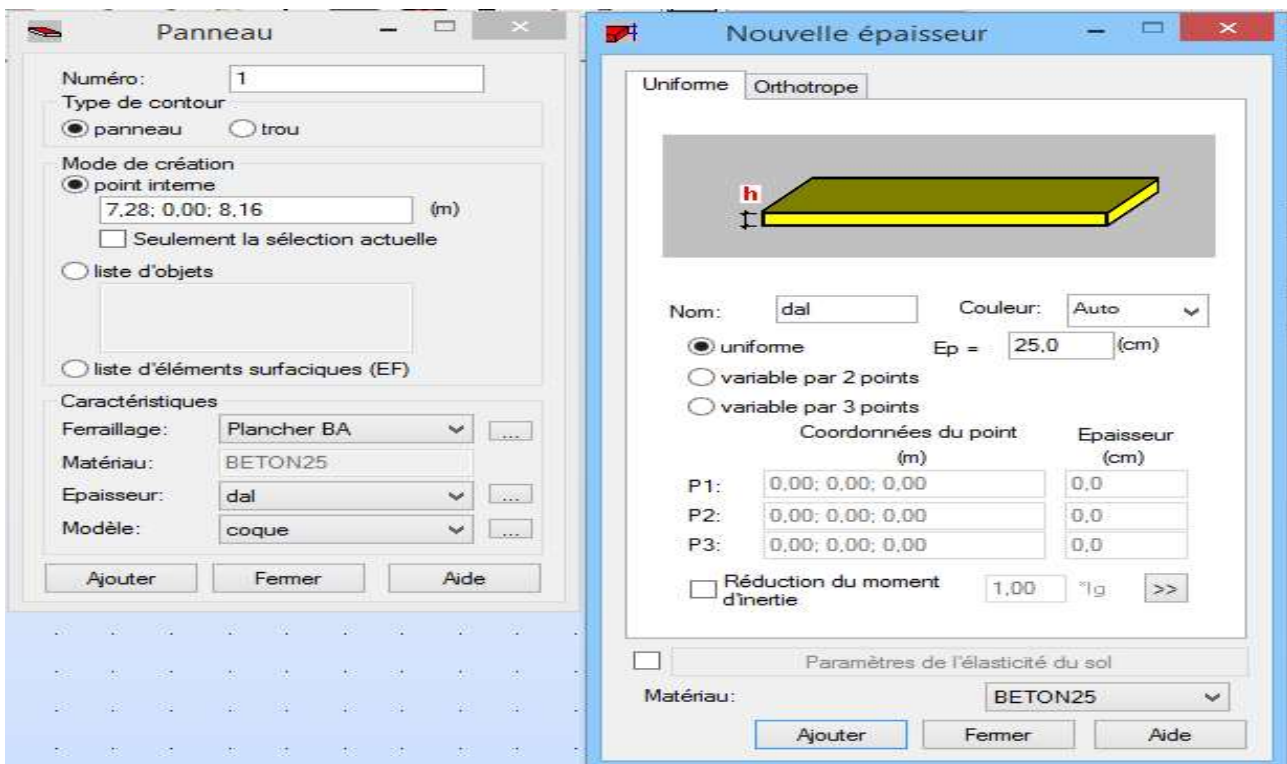 Panneau
Numéro: 1
Type de contour
panneau trou
Mode de création
point interne
7,28; 0,00; 8,16 (m)
Seulement la sélection actuelle
liste d'objets
liste d'éléments surfaciques (EF)
Caractéristiques
Ferraillage: Plancher BA ...
Matériau: BETON25
Epaisseur: dal ...
Modèle: coque ...
Ajouter Fermer Aide
Nouvelle épaisseur
Uniforme Orthotrope
h
Nom: dal Couleur: Auto
uniforme Ep = 25,0 (cm)
variable par 2 points
variable par 3 points
Coordonnées du point Epaisseur
(m) (cm)
P1: 0,00; 0,00; 0,00 0,0
P2: 0,00; 0,00; 0,00 0,0
P3: 0,00; 0,00; 0,00 0,0
Réduction du moment
d'inertie 1,00 *Ig >>
Paramètres de l'élasticité du sol
Matériau: BETON25
Ajouter Fermer Aide